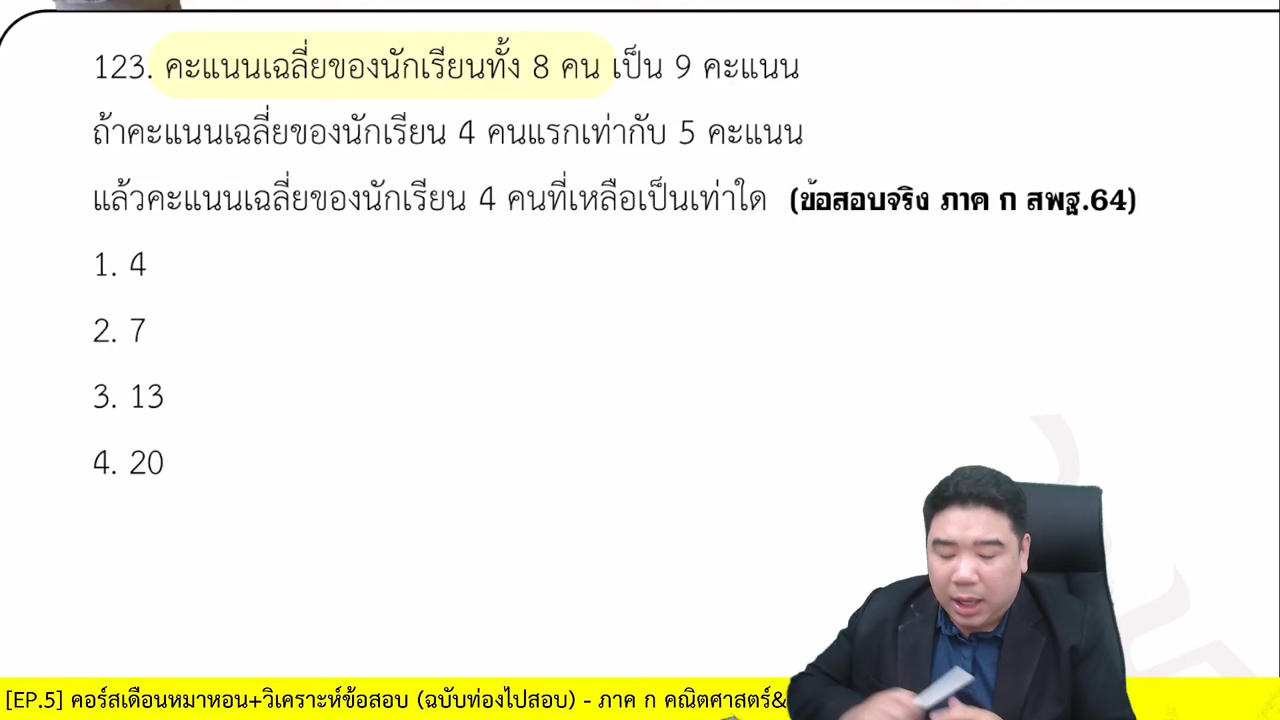 123. คะแนนเฉลี่ยของนักเรียนทั้ง 8 คน เป็น 9 คะแนน
ถ้าคะแนนเฉลี่ยของนักเรียน 4 คนแรกเท่ากับ 5 คะแนน
แล้วคะแนนเฉลี่ยของนักเรียน 4 คนที่เหลือเป็นเท่าใด (ข้อสอบจริง ภาค ก สพฐ.64)
1. 4
2. 7
3. 13
4. 20
[EP.5] คอร์สเดือนหมาหอน+วิเคราะห์ข้อสอบ (ฉบับท่องไปสอบ) - ภาค ก คณิตศาสตร์&